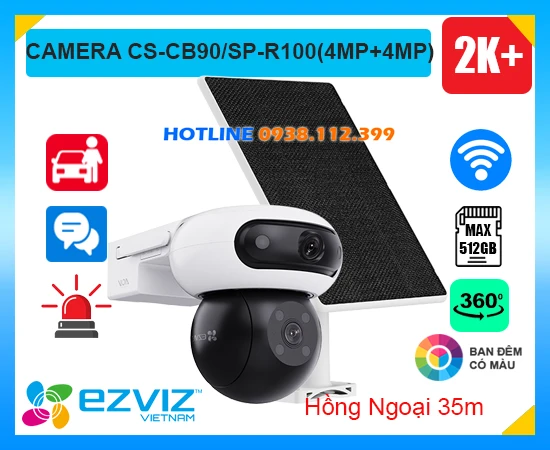 CAMERA CS-CB90/SP-R100(4MP+4MP)
2K+
HOTLINE 0938.112.399
MAX
512GB
360°
BAN ĐÊM
CÓ MÀU
EZVIZ
ezviz
VIETNAM
Hồng Ngoại 35m